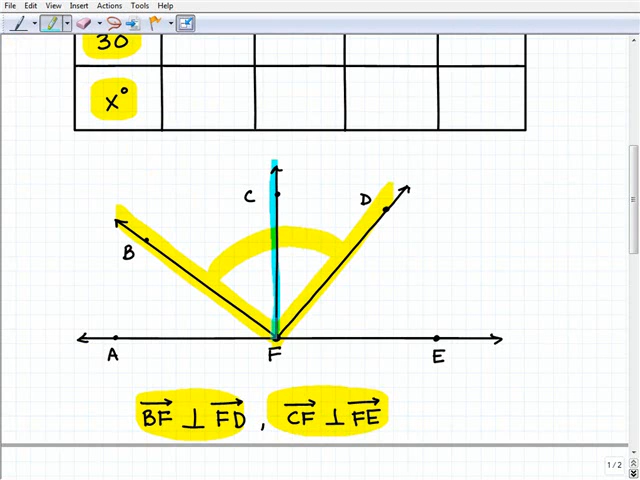 File Edit View Insert Actions Tools Help
30
x°
C
D
B
A
F
E
BF ⊥ FD , CF ⊥ FE
1 / 2